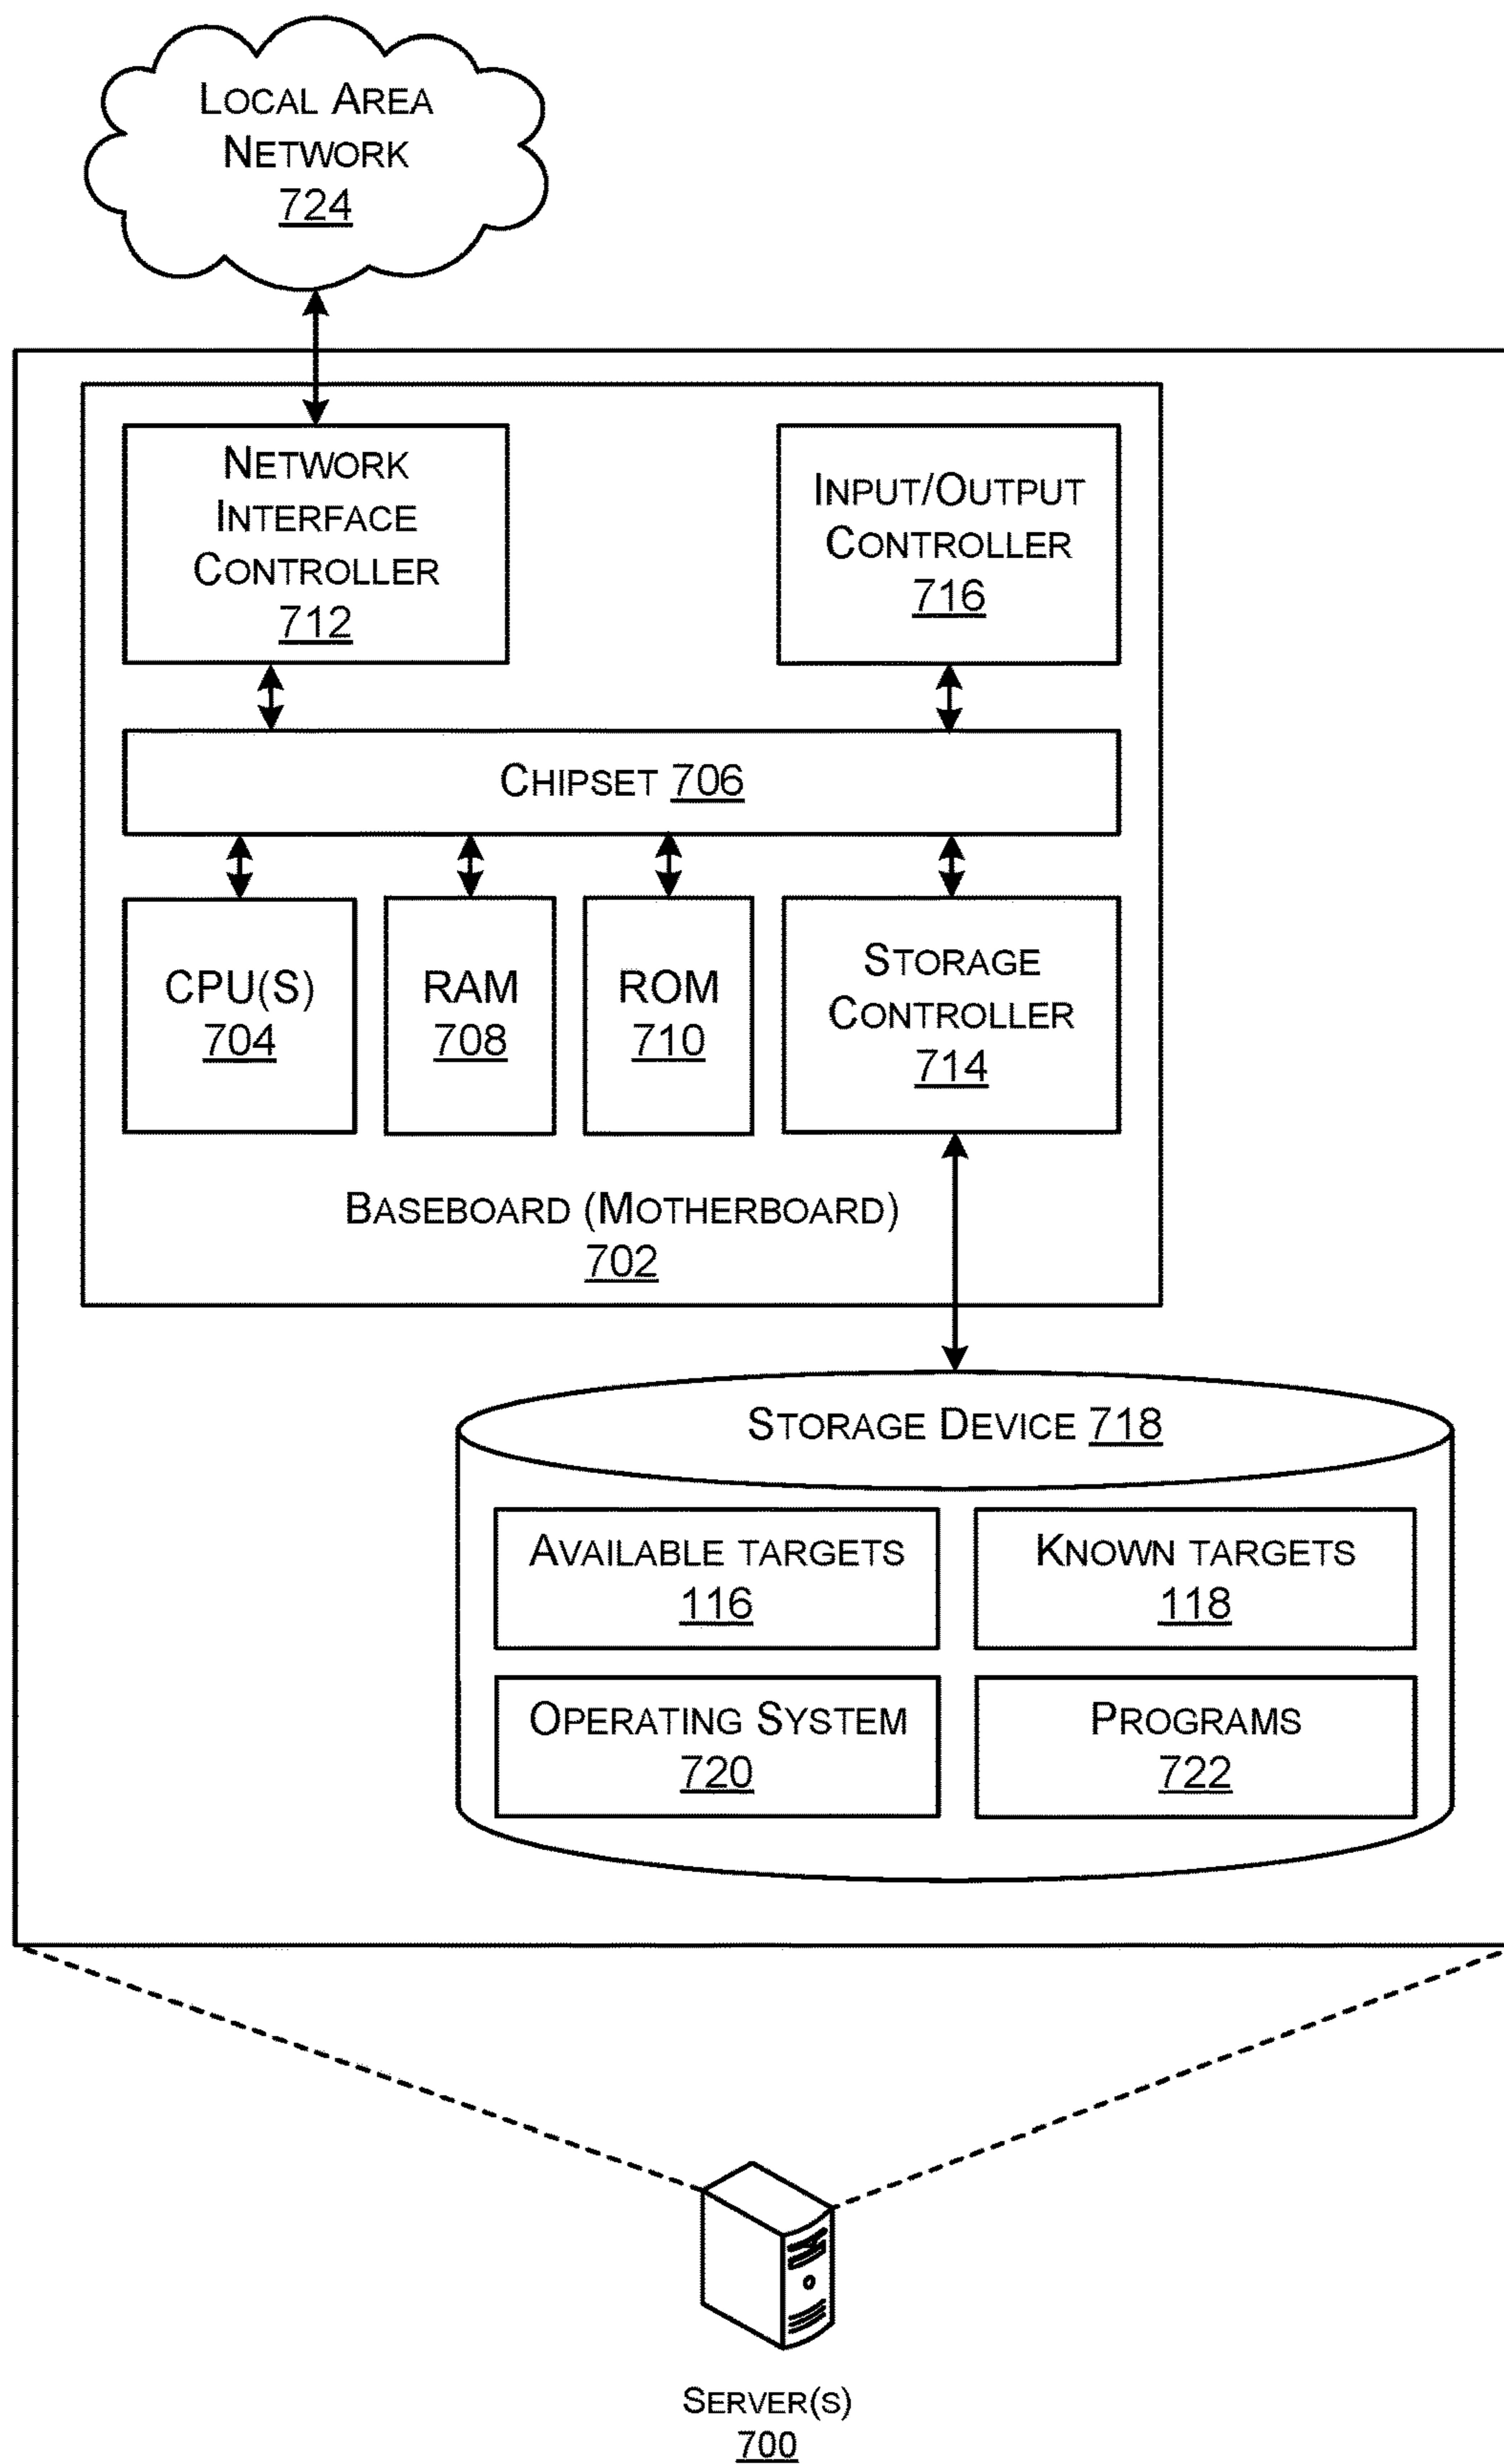 LOCAL AREA
NETWORK
724
NETWORK
INTERFACE
CONTROLLER
712
INPUT/OUTPUT
CONTROLLER
716
CHIPSET 706
CPU(S)
704
RAM
708
ROM
710
STORAGE
CONTROLLER
714
BASEBOARD (MOTHERBOARD)
702
STORAGE DEVICE 718
AVAILABLE TARGETS
116
KNOWN TARGETS
118
OPERATING SYSTEM
720
PROGRAMS
722
SERVER(S)
700